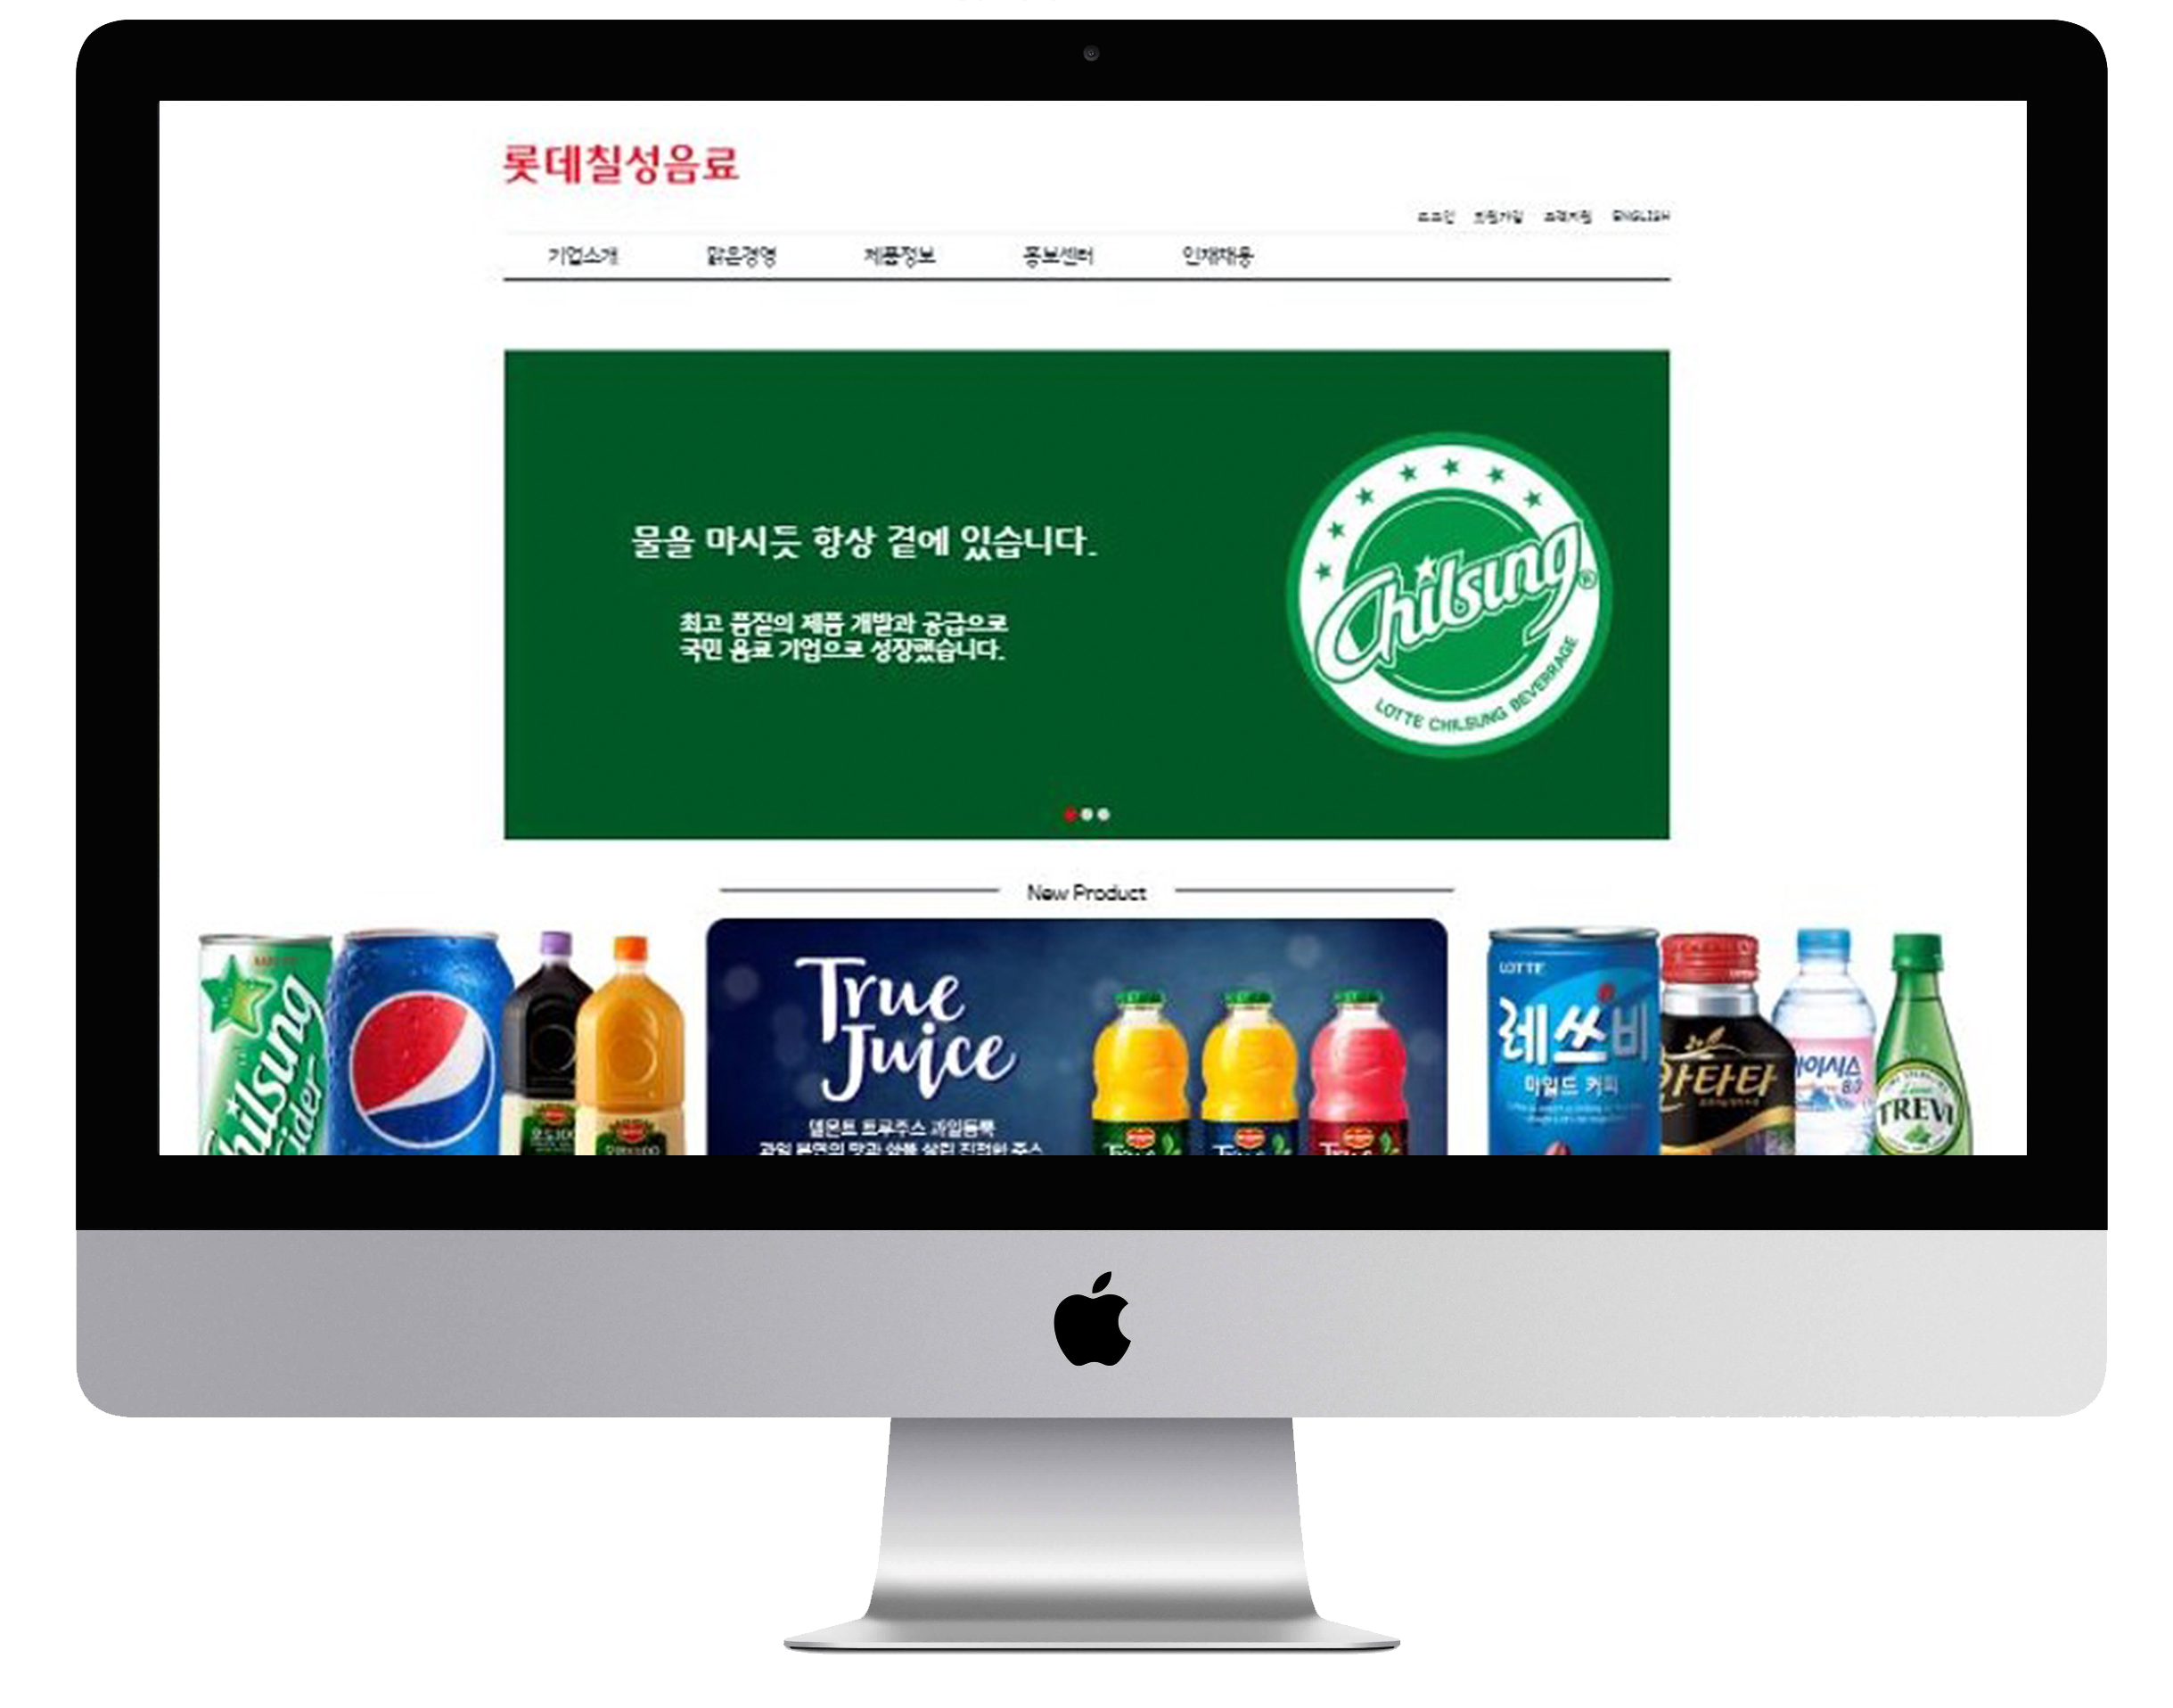 롯데칠성음료
로그인 회원가입 고객지원 ENGLISH
기업소개 맑은경영 제품정보 홍보센터 인재채용
물을 마시듯 항상 곁에 있습니다.
최고 품질의 제품 개발과 공급으로
국민 음료 기업으로 성장했습니다.
Chilsung®
LOTTE CHILSUNG BEVERRAGE
New Product
Chilsung
Cider
True
Juice
델몬트 트루주스 과일듬뿍
과일 본연의 맛과 향을 살린 진정한 주스
LOTTE
레쓰비
마일드 커피
칸타타
아이시스
8.0
TREVI